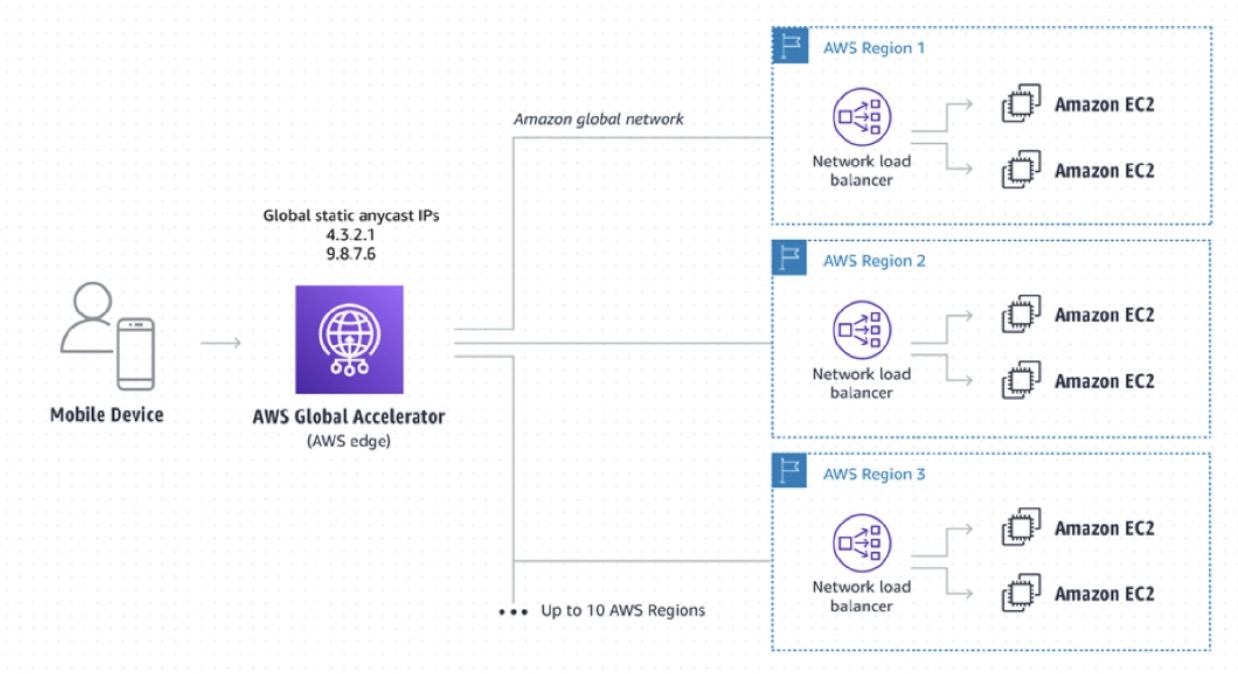 AWS Region 1
Amazon EC2
Amazon global network
Network load
balancer
Amazon EC2
Global static anycast IPs
4.3.2.1
9.8.7.6
AWS Region 2
Amazon EC2
Network load
balancer
Amazon EC2
Mobile Device
AWS Global Accelerator
(AWS edge)
AWS Region 3
Amazon EC2
Network load
balancer
Amazon EC2
••• Up to 10 AWS Regions